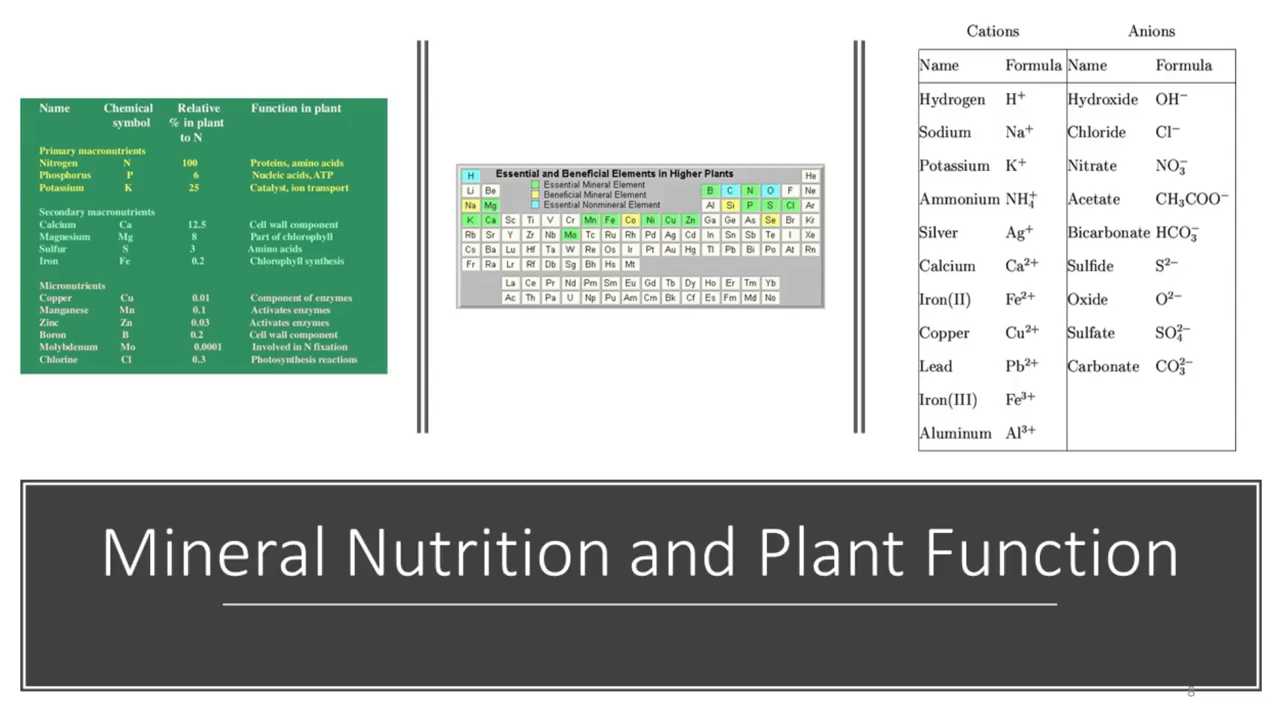 Name Chemical symbol Relative % in plant to N Function in plant
Primary macronutrients
Nitrogen N 100 Proteins, amino acids
Phosphorus P 6 Nucleic acids, ATP
Potassium K 25 Catalyst, ion transport
Secondary macronutrients
Calcium Ca 12.5 Cell wall component
Magnesium Mg 8 Part of chlorophyll
Sulfur S 3 Amino acids
Iron Fe 0.2 Chlorophyll synthesis
Micronutrients
Copper Cu 0.01 Component of enzymes
Manganese Mn 0.1 Activates enzymes
Zinc Zn 0.03 Activates enzymes
Boron B 0.2 Cell wall component
Molybdenum Mo 0.0001 Involved in N fixation
Chlorine Cl 0.3 Photosynthesis reactions
Essential and Beneficial Elements in Higher Plants
Essential Mineral Element
Beneficial Mineral Element
Essential Nonmineral Element
H He
Li Be B C N O F Ne
Na Mg Al Si P S Cl Ar
K Ca Sc Ti V Cr Mn Fe Co Ni Cu Zn Ga Ge As Se Br Kr
Rb Sr Y Zr Nb Mo Tc Ru Rh Pd Ag Cd In Sn Sb Te I Xe
Cs Ba Lu Hf Ta W Re Os Ir Pt Au Hg Tl Pb Bi Po At Rn
Fr Ra Lr Rf Db Sg Bh Hs Mt
La Ce Pr Nd Pm Sm Eu Gd Tb Dy Ho Er Tm Yb
Ac Th Pa U Np Pu Am Cm Bk Cf Es Fm Md No
Cations Anions
Name Formula Name Formula
Hydrogen H⁺ Hydroxide OH⁻
Sodium Na⁺ Chloride Cl⁻
Potassium K⁺ Nitrate NO₃⁻
Ammonium NH₄⁺ Acetate CH₃COO⁻
Silver Ag⁺ Bicarbonate HCO₃⁻
Calcium Ca²⁺ Sulfide S²⁻
Iron(II) Fe²⁺ Oxide O²⁻
Copper Cu²⁺ Sulfate SO₄²⁻
Lead Pb²⁺ Carbonate CO₃²⁻
Iron(III) Fe³⁺
Aluminum Al³⁺
Mineral Nutrition and Plant Function